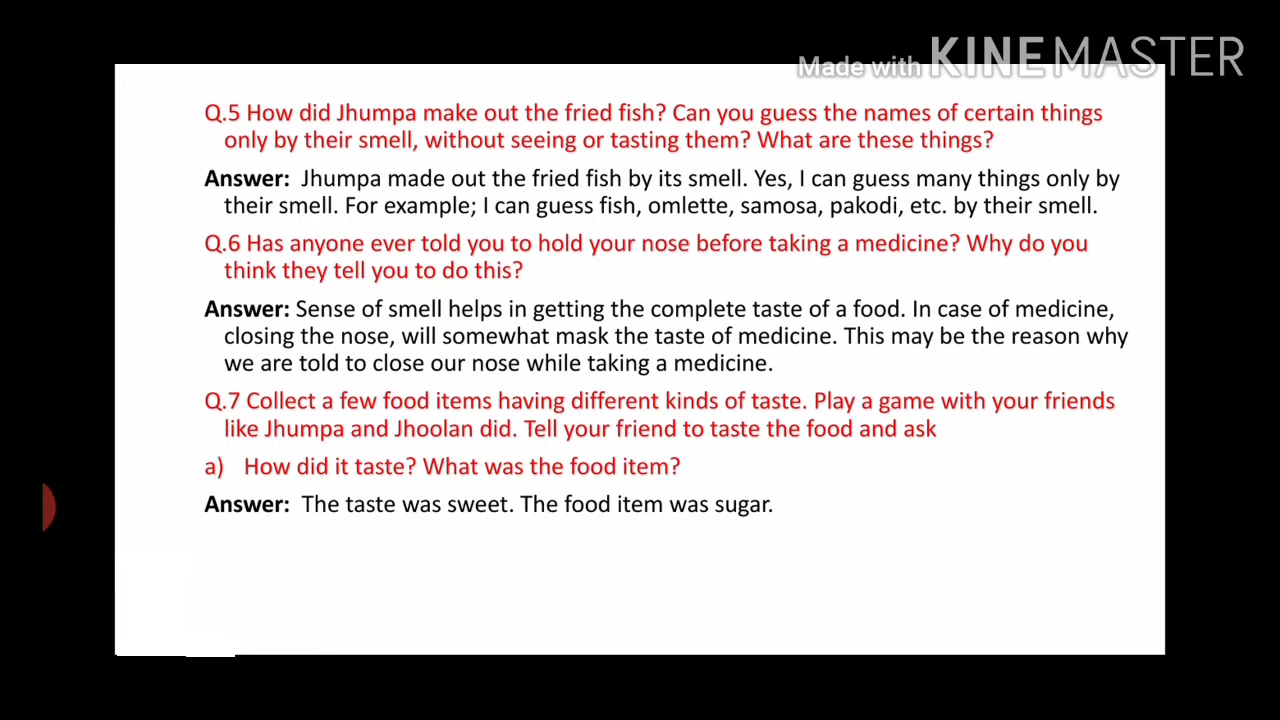 Made with KINEMASTER
Q.5 How did Jhumpa make out the fried fish? Can you guess the names of certain things
only by their smell, without seeing or tasting them? What are these things?
Answer: Jhumpa made out the fried fish by its smell. Yes, I can guess many things only by
their smell. For example; I can guess fish, omlette, samosa, pakodi, etc. by their smell.
Q.6 Has anyone ever told you to hold your nose before taking a medicine? Why do you
think they tell you to do this?
Answer: Sense of smell helps in getting the complete taste of a food. In case of medicine,
closing the nose, will somewhat mask the taste of medicine. This may be the reason why
we are told to close our nose while taking a medicine.
Q.7 Collect a few food items having different kinds of taste. Play a game with your friends
like Jhumpa and Jhoolan did. Tell your friend to taste the food and ask
a) How did it taste? What was the food item?
Answer: The taste was sweet. The food item was sugar.